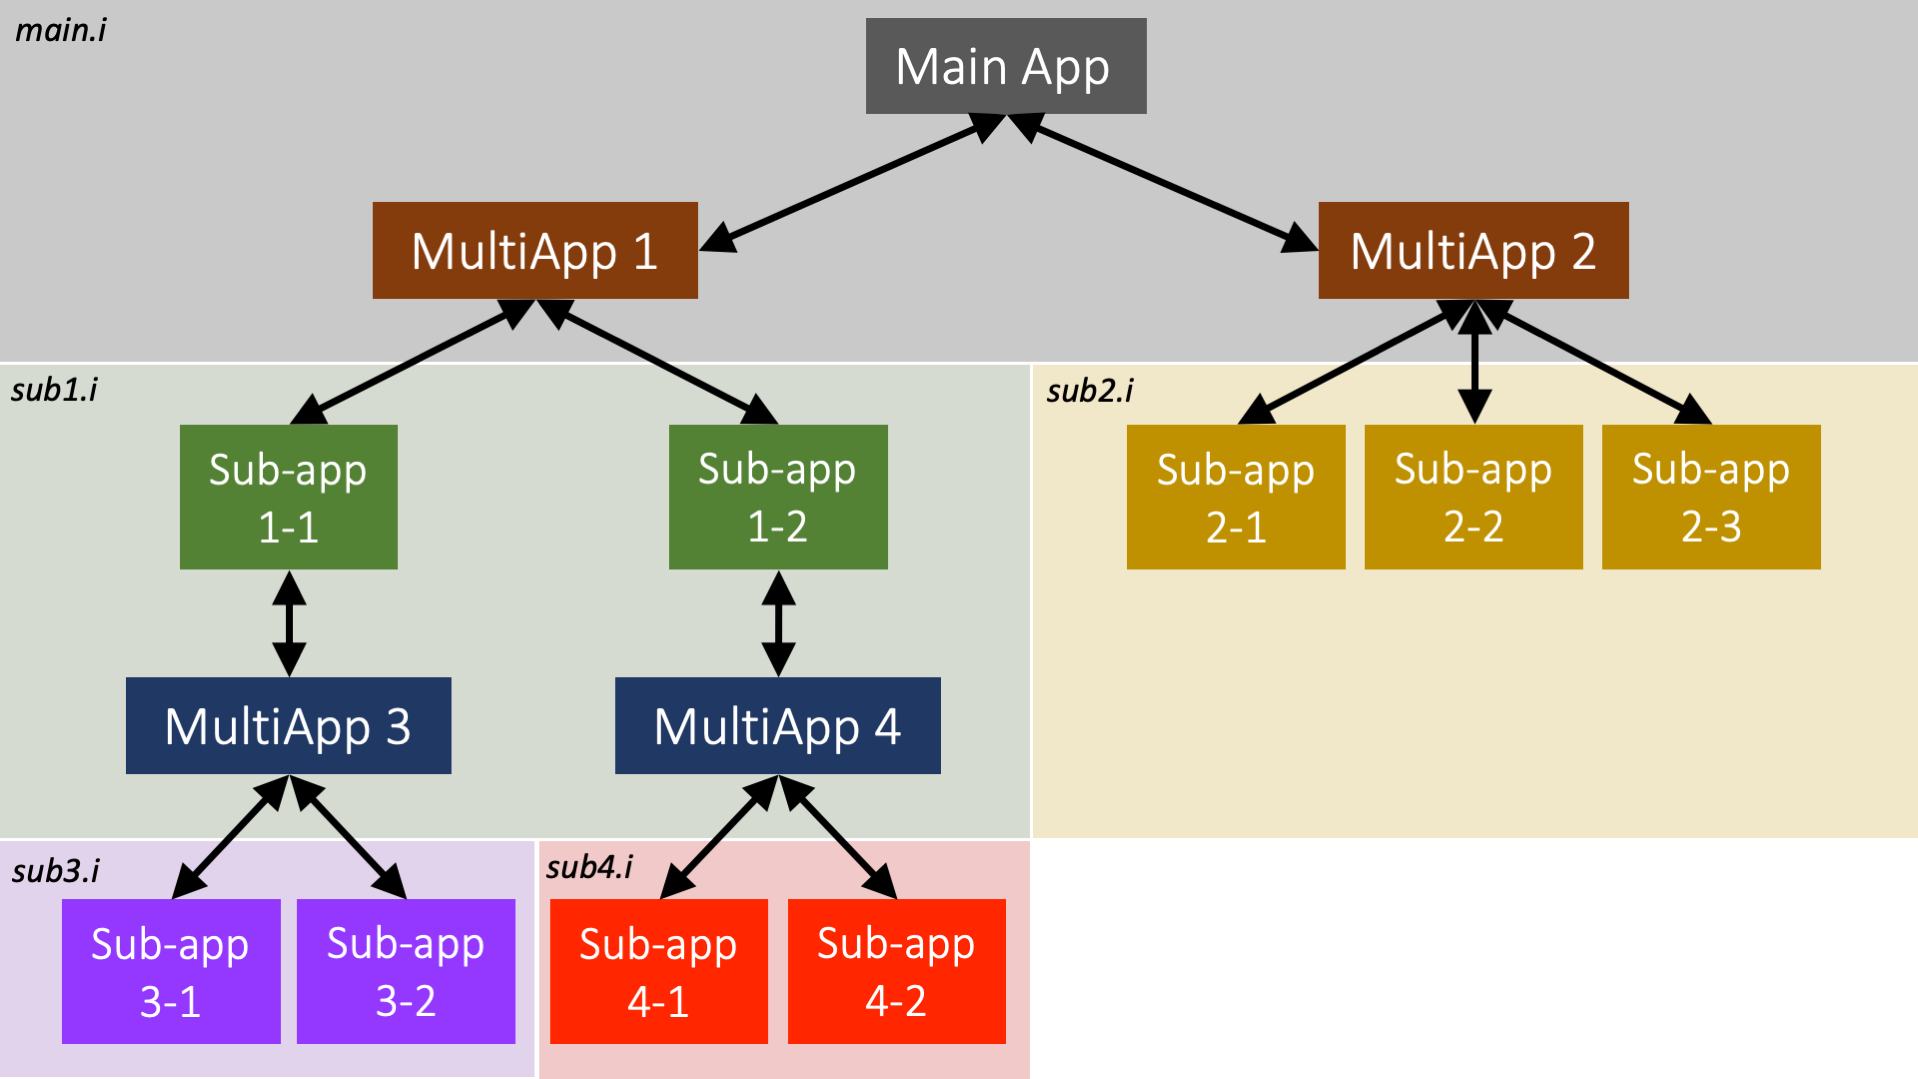 main.i
Main App
MultiApp 1
MultiApp 2
sub1.i
sub2.i
Sub-app
1-1
Sub-app
1-2
Sub-app
2-1
Sub-app
2-2
Sub-app
2-3
MultiApp 3
MultiApp 4
sub3.i
sub4.i
Sub-app
3-1
Sub-app
3-2
Sub-app
4-1
Sub-app
4-2